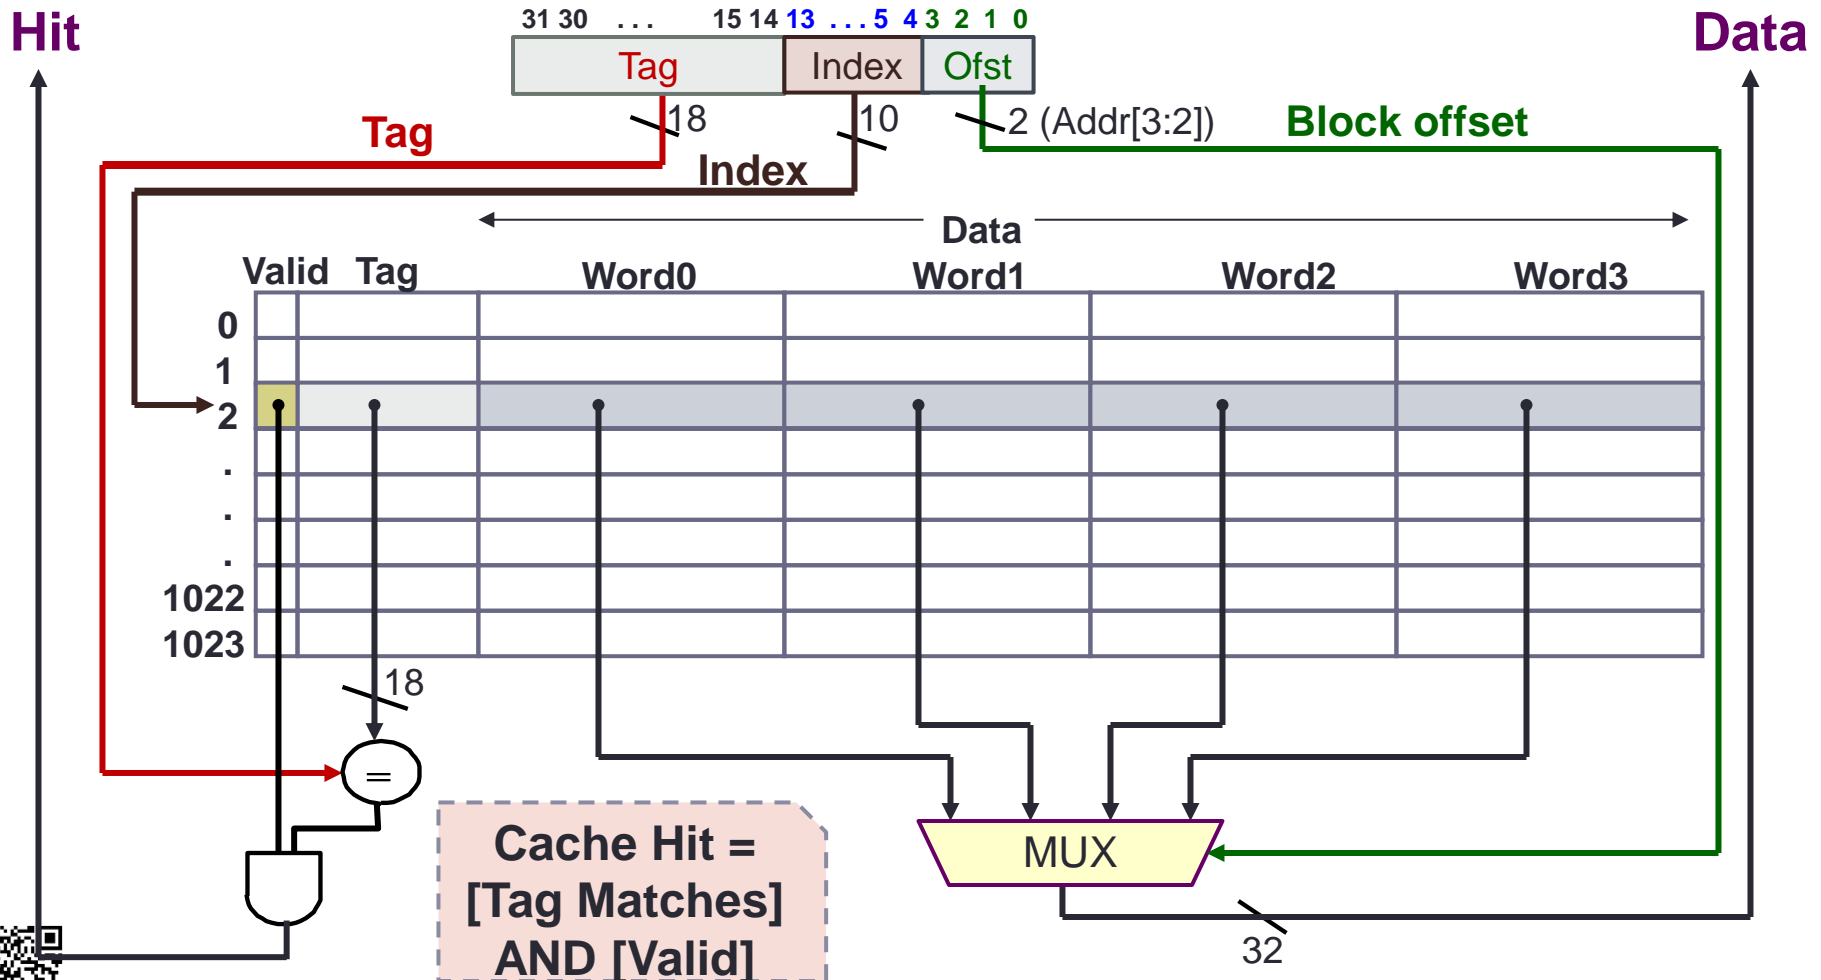 Hit
31 30 ... 15 14 13 ... 5 4 3 2 1 0
Data
Tag Index Ofst
18
10
2 (Addr[3:2])
Block offset
Tag
Index
Data
Valid Tag Word0 Word1 Word2 Word3
0
1
2
.
.
.
1022
1023
18
=
Cache Hit =
[Tag Matches]
AND [Valid]
MUX
32